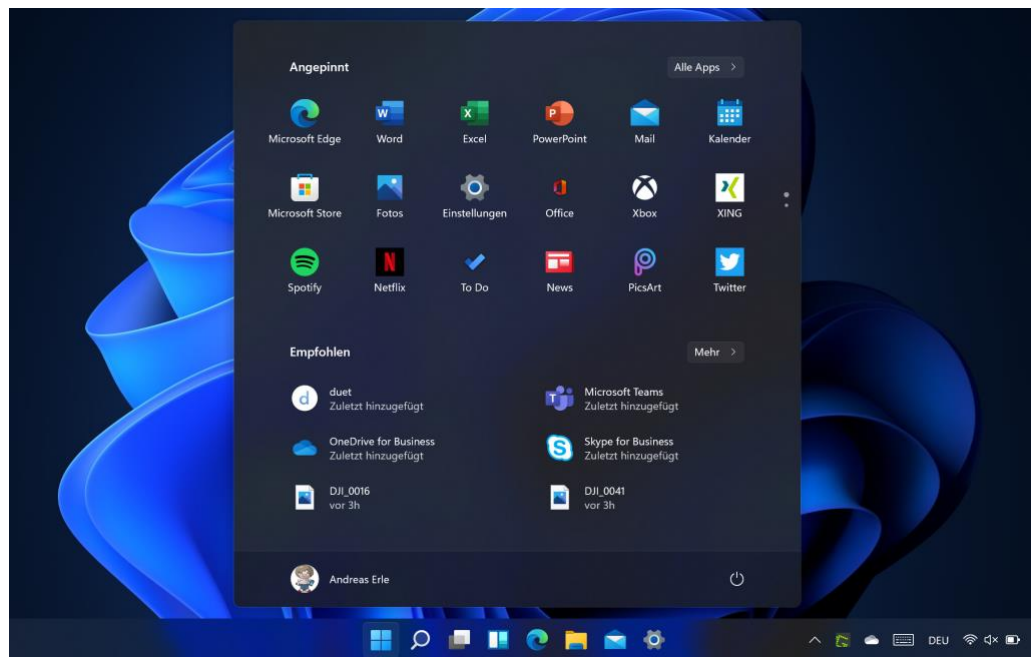 Angepinnt
Alle Apps
Microsoft Edge
Word
Excel
PowerPoint
Mail
Kalender
Microsoft Store
Fotos
Einstellungen
Office
Xbox
XING
Spotify
Netflix
To Do
News
PicsArt
Twitter
Empfohlen
Mehr
duet
Zuletzt hinzugefügt
Microsoft Teams
Zuletzt hinzugefügt
OneDrive for Business
Zuletzt hinzugefügt
Skype for Business
Zuletzt hinzugefügt
DJI_0016
vor 3h
DJI_0041
vor 3h
Andreas Erle
DEU